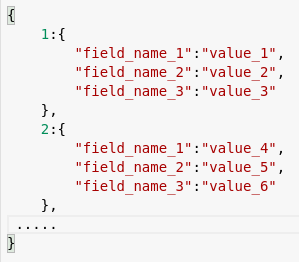 {
1:{
"field_name_1":"value_1",
"field_name_2":"value_2",
"field_name_3":"value_3"
},
2:{
"field_name_1":"value_4",
"field_name_2":"value_5",
"field_name_3":"value_6"
},
.....
}